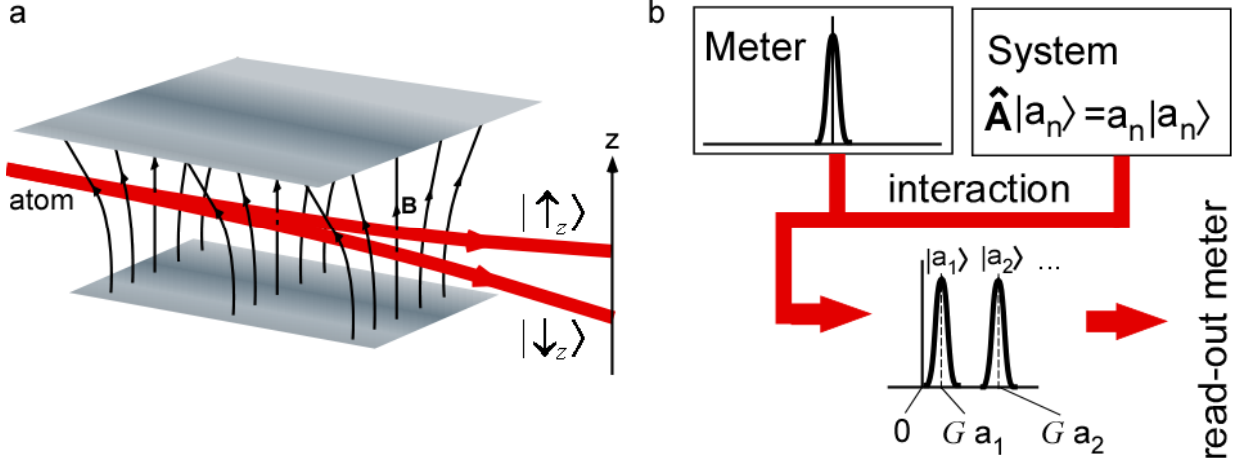 a
atom
B
z
|↑z⟩
|↓z⟩
b
Meter
System
Â|an⟩=an|an⟩
interaction
|a1⟩ |a2⟩ ...
0 G a1 G a2
read-out meter